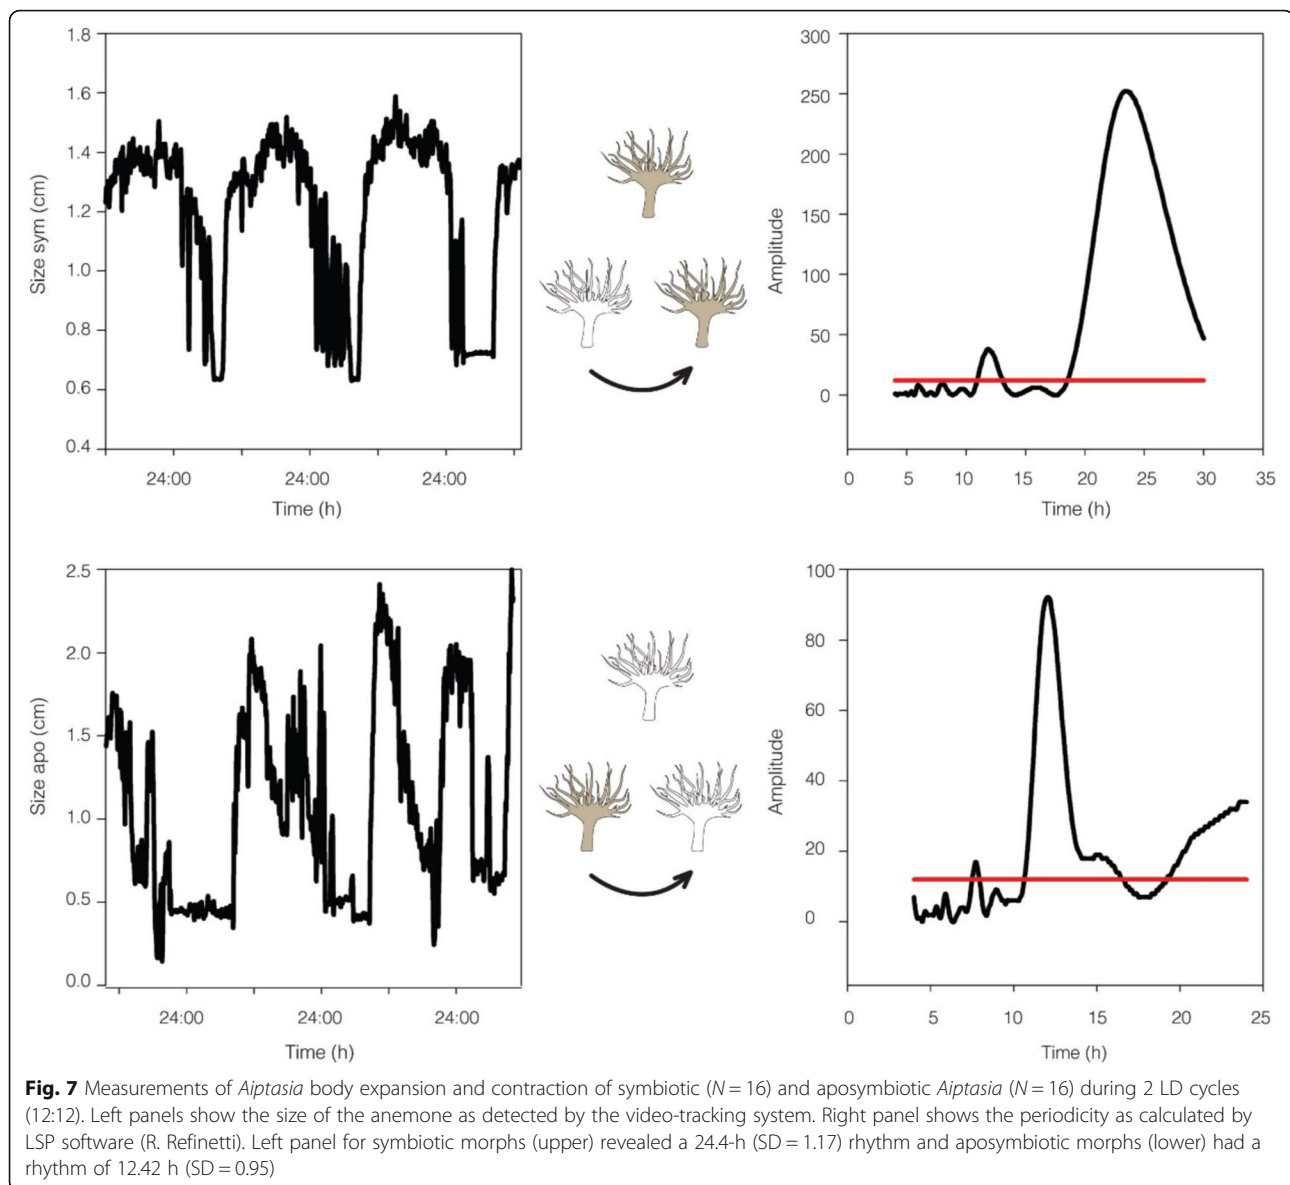 1.8
1.6
1.4
1.2
1.0
0.8
0.6
0.4
Size sym (cm)
24:00 24:00 24:00
Time (h)
300
250
200
150
100
50
0
Amplitude
0 5 10 15 20 25 30 35
Time (h)
2.5
2.0
1.5
1.0
0.5
0.0
Size apo (cm)
24:00 24:00 24:00
Time (h)
100
80
60
40
20
0
Amplitude
0 5 10 15 20 25
Time (h)
Fig. 7 Measurements of Aiptasia body expansion and contraction of symbiotic (N = 16) and aposymbiotic Aiptasia (N = 16) during 2 LD cycles
(12:12). Left panels show the size of the anemone as detected by the video-tracking system. Right panel shows the periodicity as calculated by
LSP software (R. Refinetti). Left panel for symbiotic morphs (upper) revealed a 24.4-h (SD = 1.17) rhythm and aposymbiotic morphs (lower) had a
rhythm of 12.42 h (SD = 0.95)